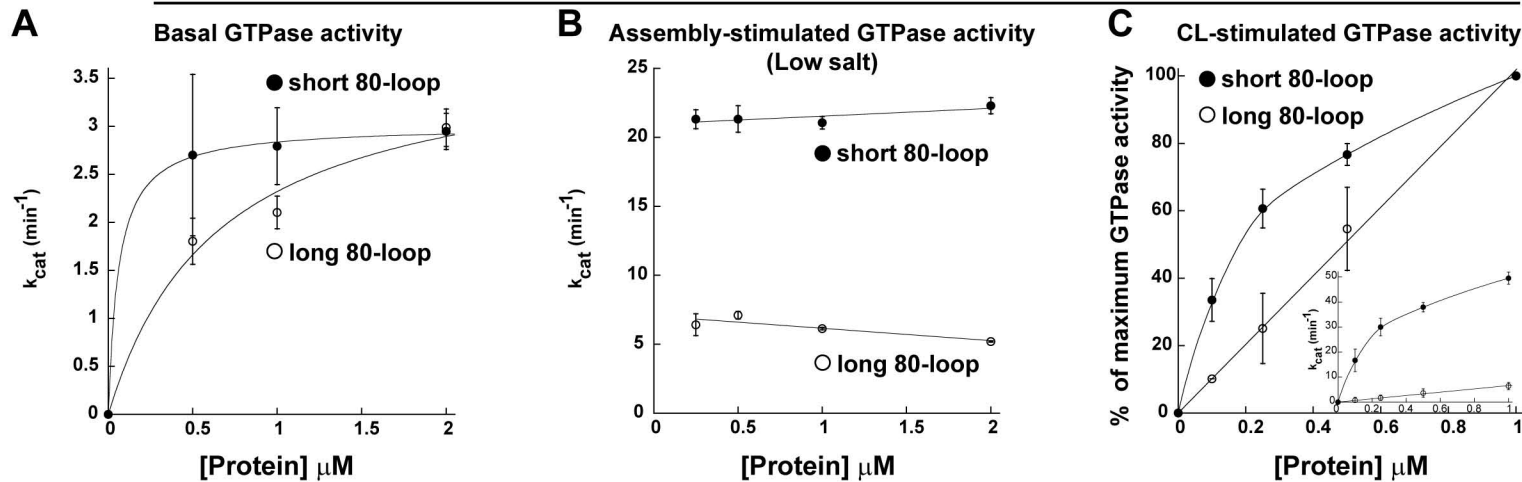 A
Basal GTPase activity
3.5
3
2.5
2
1.5
1
0.5
0
k_cat (min⁻¹)
short 80-loop
long 80-loop
0
0.5
1
1.5
2
[Protein] μM
B
Assembly-stimulated GTPase activity
(Low salt)
25
20
15
10
5
0
k_cat (min⁻¹)
short 80-loop
long 80-loop
0
0.5
1
1.5
2
[Protein] μM
C
CL-stimulated GTPase activity
100
80
60
40
20
0
% of maximum GTPase activity
short 80-loop
long 80-loop
50
40
30
20
10
0
k_cat (min⁻¹)
0
0.2
0.4
0.6
0.8
1
0
0.2
0.4
0.6
0.8
1
[Protein] μM